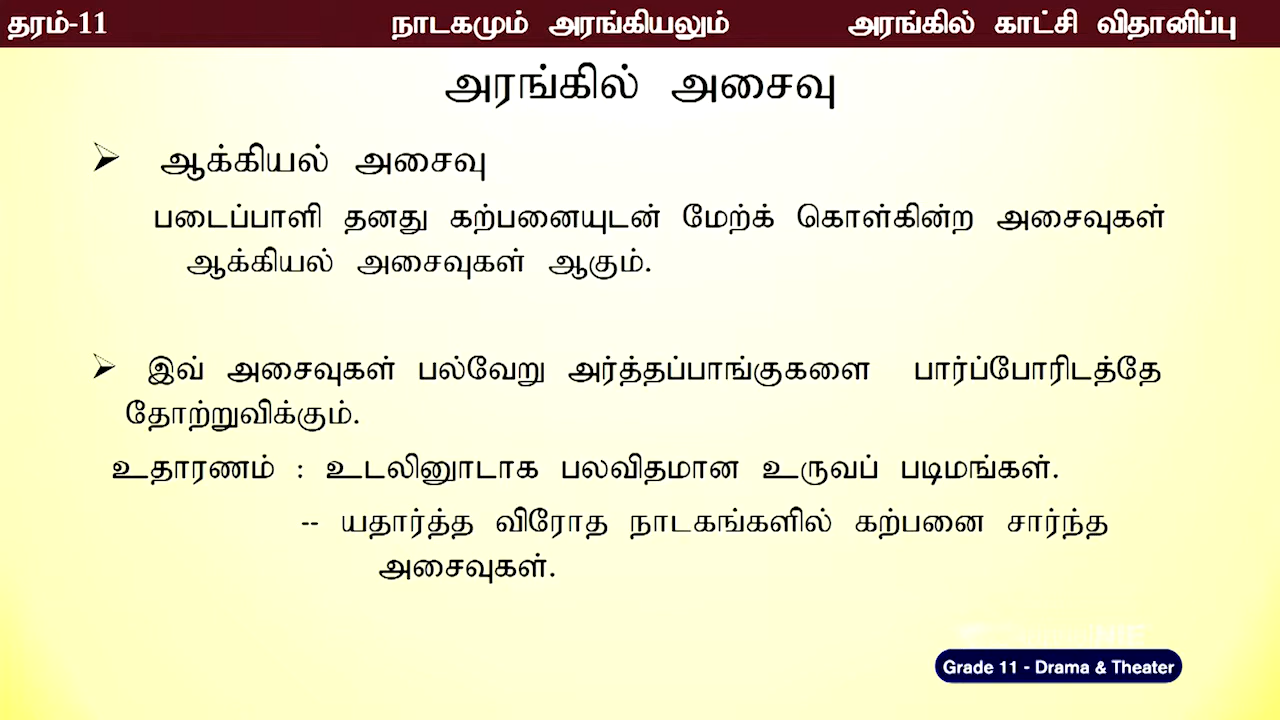 தரம்-11 நாடகமும் அரங்கியலும் அரங்கில் காட்சி விதானிப்பு
அரங்கில் அசைவு
➢ ஆக்கியல் அசைவு
படைப்பாளி தனது கற்பனையுடன் மேற்க் கொள்கின்ற அசைவுகள்
ஆக்கியல் அசைவுகள் ஆகும்.
➢ இவ் அசைவுகள் பல்வேறு அர்த்தப்பாங்குகளை பார்ப்போரிடத்தே
தோற்றுவிக்கும்.
உதாரணம் : உடலினூடாக பலவிதமான உருவப் படிமங்கள்.
-- யதார்த்த விரோத நாடகங்களில் கற்பனை சார்ந்த
அசைவுகள்.
Grade 11 - Drama & Theater